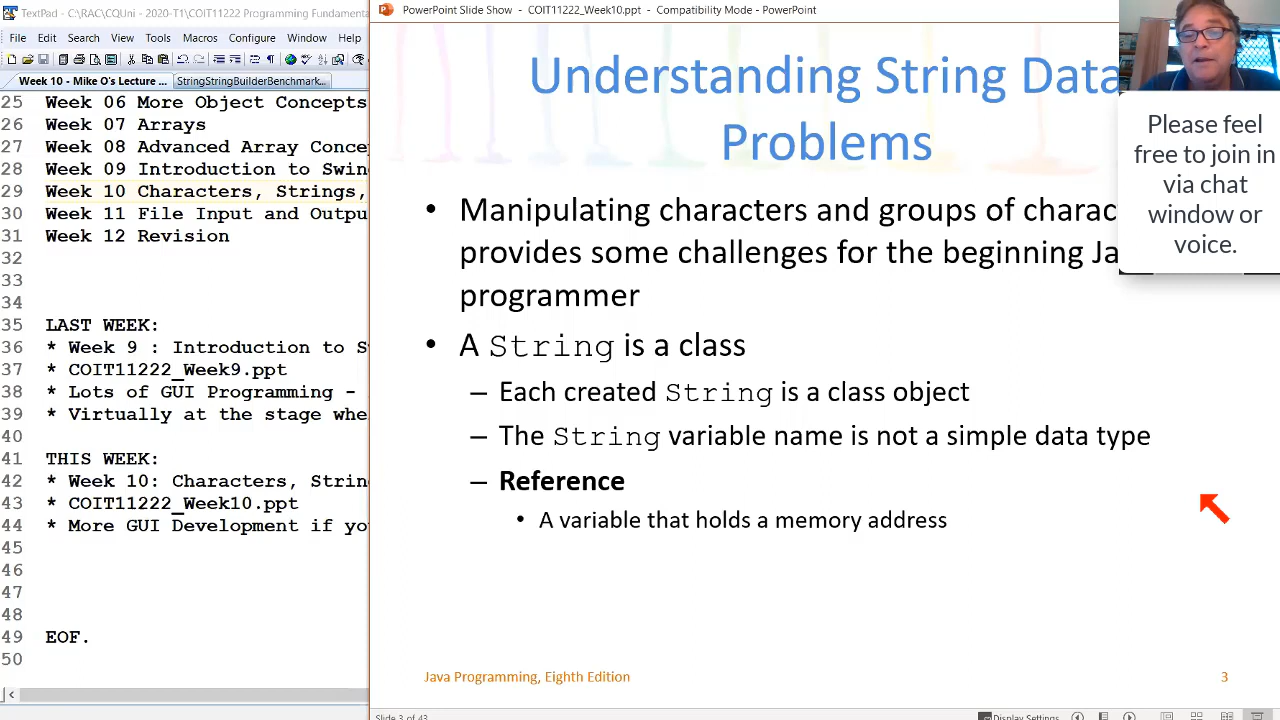 TextPad - C:\RAC\CQUni - 2020-T1\COIT11222 Programming Fundamenta
File Edit Search View Tools Macros Configure Window Help
Week 10 - Mike O's Lecture ... StringStringBuilderBenchmark...
25 Week 06 More Object Concepts
26 Week 07 Arrays
27 Week 08 Advanced Array Conce
28 Week 09 Introduction to Swin
29 Week 10 Characters, Strings,
30 Week 11 File Input and Outpu
31 Week 12 Revision
32
33
34
35 LAST WEEK:
36 * Week 9 : Introduction to S
37 * COIT11222_Week9.ppt
38 * Lots of GUI Programming -
39 * Virtually at the stage whe
40
41 THIS WEEK:
42 * Week 10: Characters, Strin
43 * COIT11222_Week10.ppt
44 * More GUI Development if yo
45
46
47
48
49 EOF.
50
PowerPoint Slide Show - COIT11222_Week10.ppt - Compatibility Mode - PowerPoint
Understanding String Data
Problems
• Manipulating characters and groups of charac
provides some challenges for the beginning Ja
programmer
• A String is a class
– Each created String is a class object
– The String variable name is not a simple data type
– Reference
• A variable that holds a memory address
Java Programming, Eighth Edition
3
Slide 3 of 43
Display Settings
Please feel
free to join in
via chat
window or
voice.